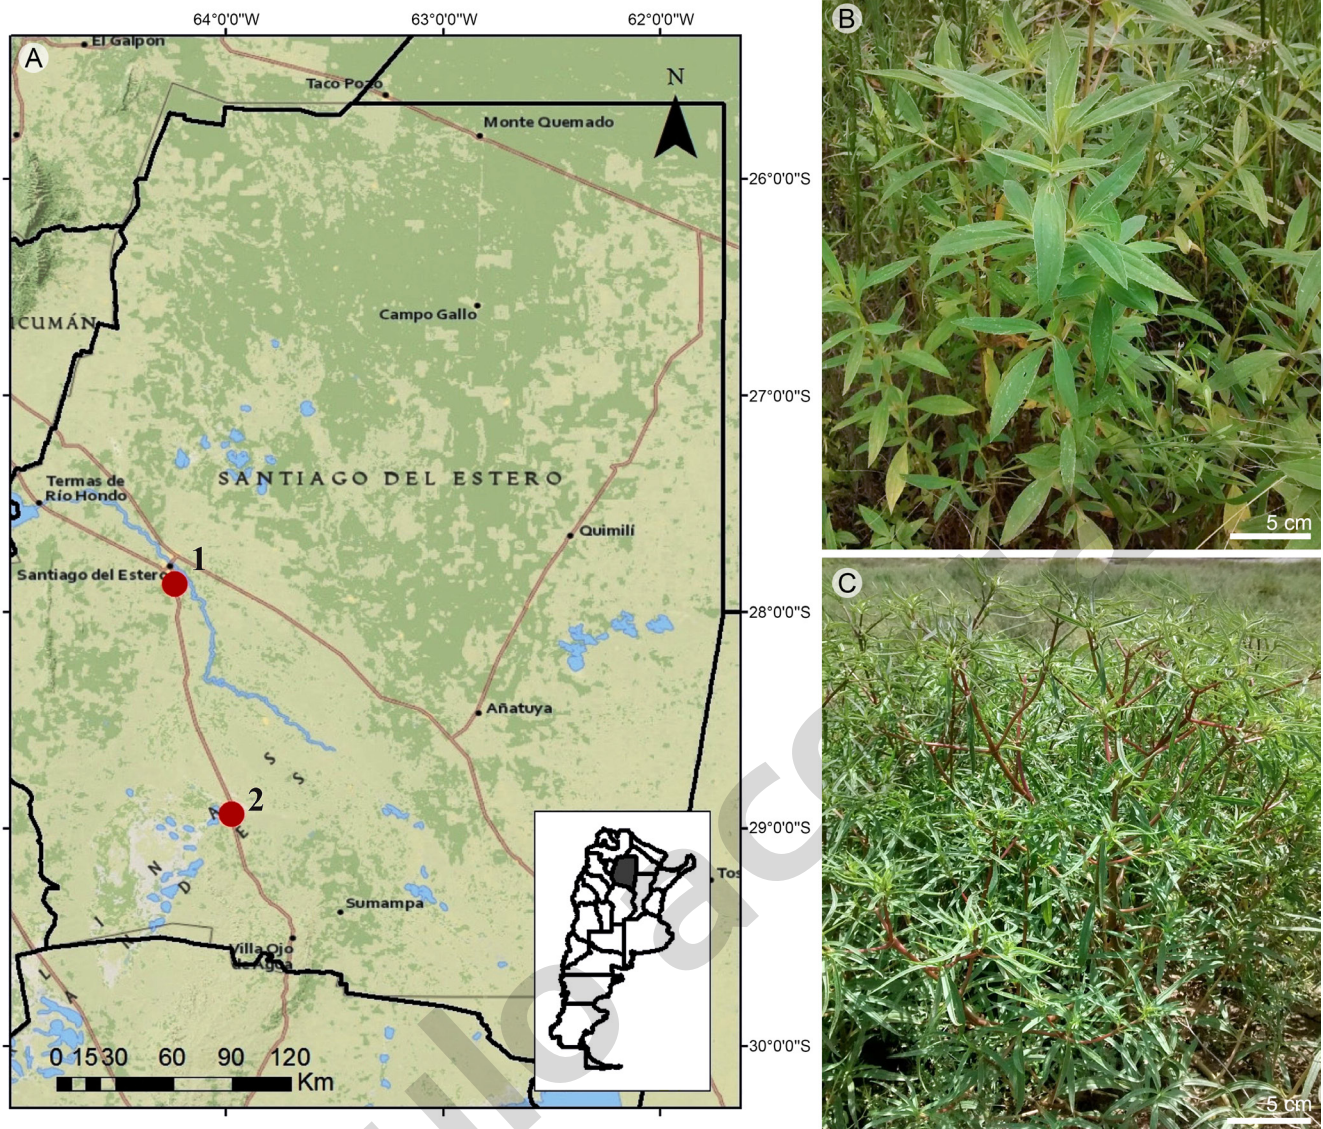 64°0'0"W 63°0'0"W 62°0'0"W
A
El Galpon
Taco Pozo
N
Monte Quemado
26°0'0"S
ICUMÁN
Campo Gallo
27°0'0"S
Termas de
Río Hondo
SANTIAGO DEL ESTERO
Quimilí
1
Santiago del Estero
28°0'0"S
Añatuya
2
29°0'0"S
Sumampa
Tos
Villa Ojo
de Agua
30°0'0"S
0 15 30 60 90 120
Km
B
5 cm
C
5 cm